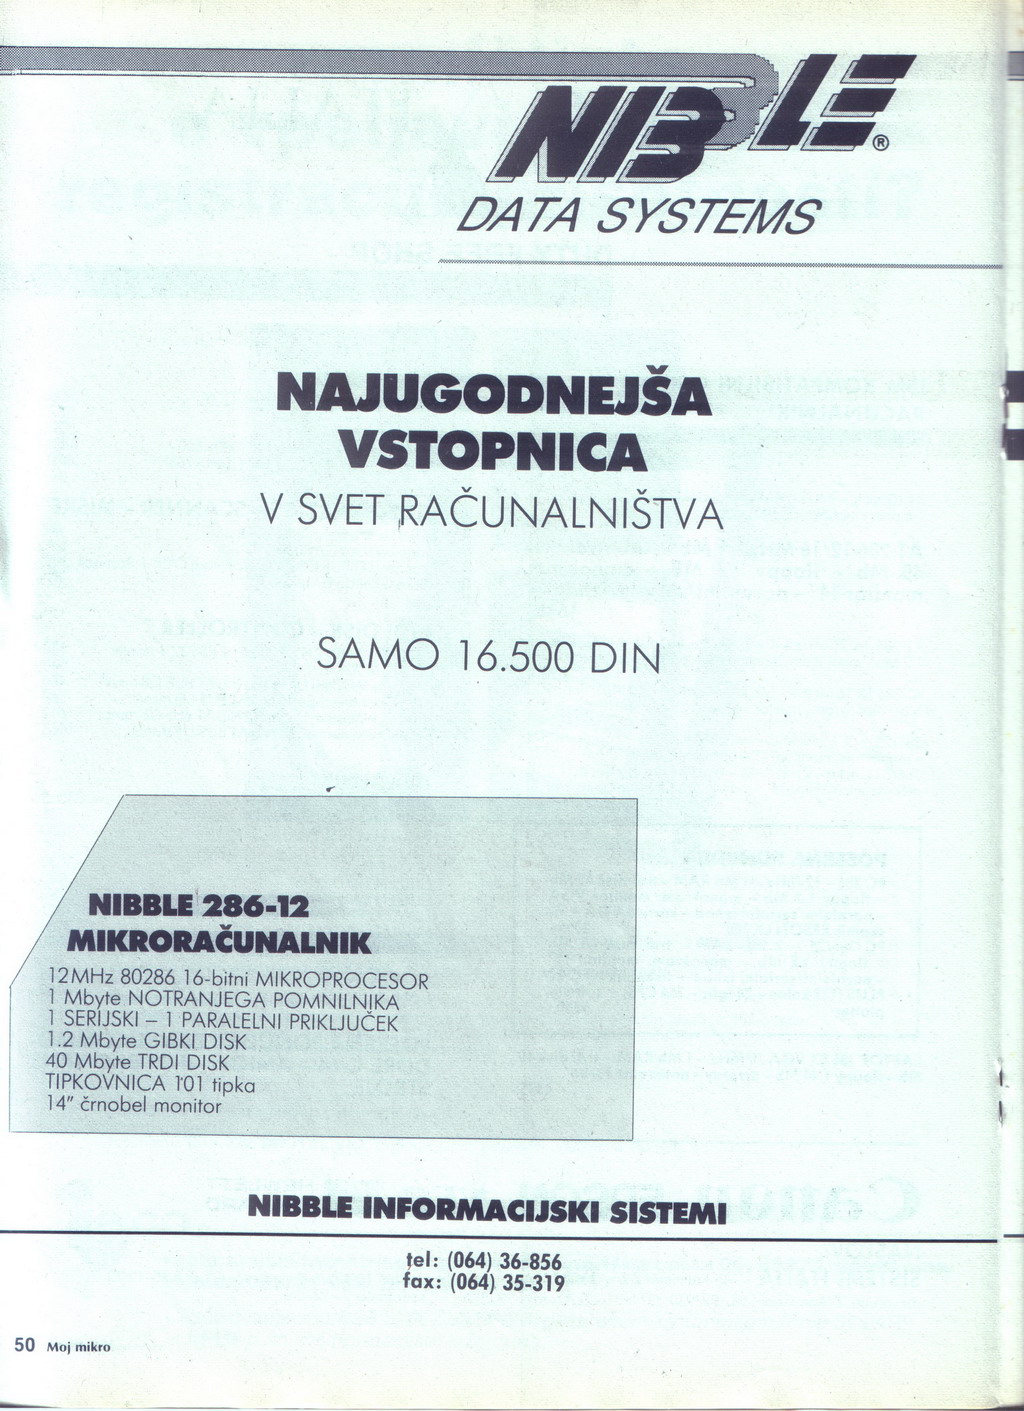 NIBBLE®
DATA SYSTEMS
NAJUGODNEJŠA
VSTOPNICA
V SVET RAČUNALNIŠTVA
SAMO 16.500 DIN
NIBBLE 286-12
MIKRORAČUNALNIK
12MHz 80286 16-bitni MIKROPROCESOR
1 Mbyte NOTRANJEGA POMNILNIKA
1 SERIJSKI – 1 PARALELNI PRIKLJUČEK
1.2 Mbyte GIBKI DISK
40 Mbyte TRDI DISK
TIPKOVNICA 101 tipka
14" črnobel monitor
NIBBLE INFORMACIJSKI SISTEMI
tel: (064) 36-856
fax: (064) 35-319
50 Moj mikro